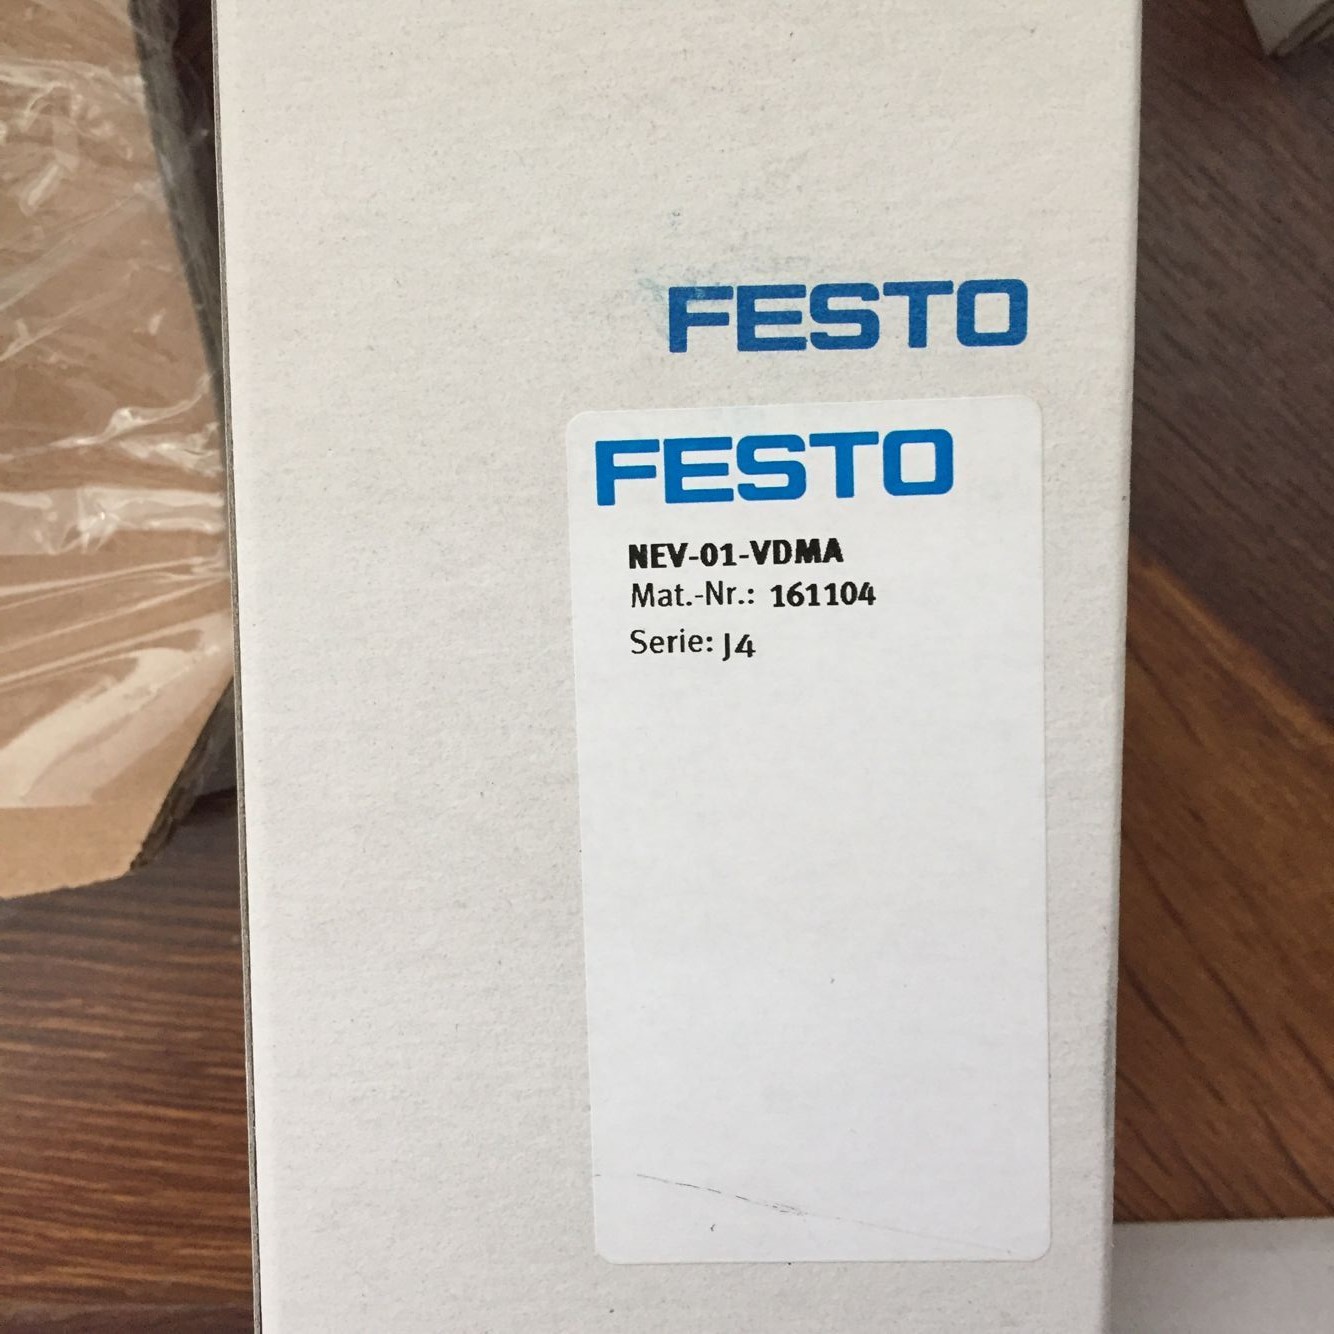 FESTO
FESTO
NEV-01-VDMA
Mat.-Nr.: 161104
Serie: J4